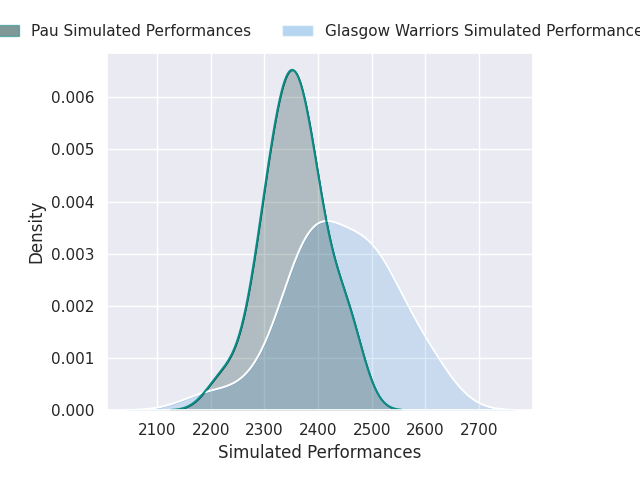 Pau Simulated Performances
Glasgow Warriors Simulated Performance
0.006
0.005
0.004
0.003
0.002
0.001
0.000
Density
2100 2200 2300 2400 2500 2600 2700
Simulated Performances